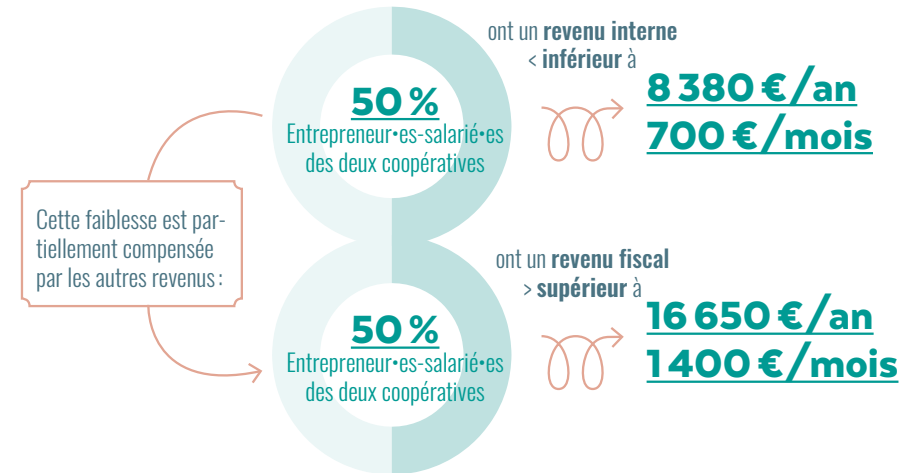 ont un revenu interne
< inférieur à
8 380 €/an
700 €/mois
50 %
Entrepreneur•es-salarié•es
des deux coopératives
Cette faiblesse est par-
tiellement compensée
par les autres revenus :
ont un revenu fiscal
> supérieur à
16 650 €/an
1 400 €/mois
50 %
Entrepreneur•es-salarié•es
des deux coopératives